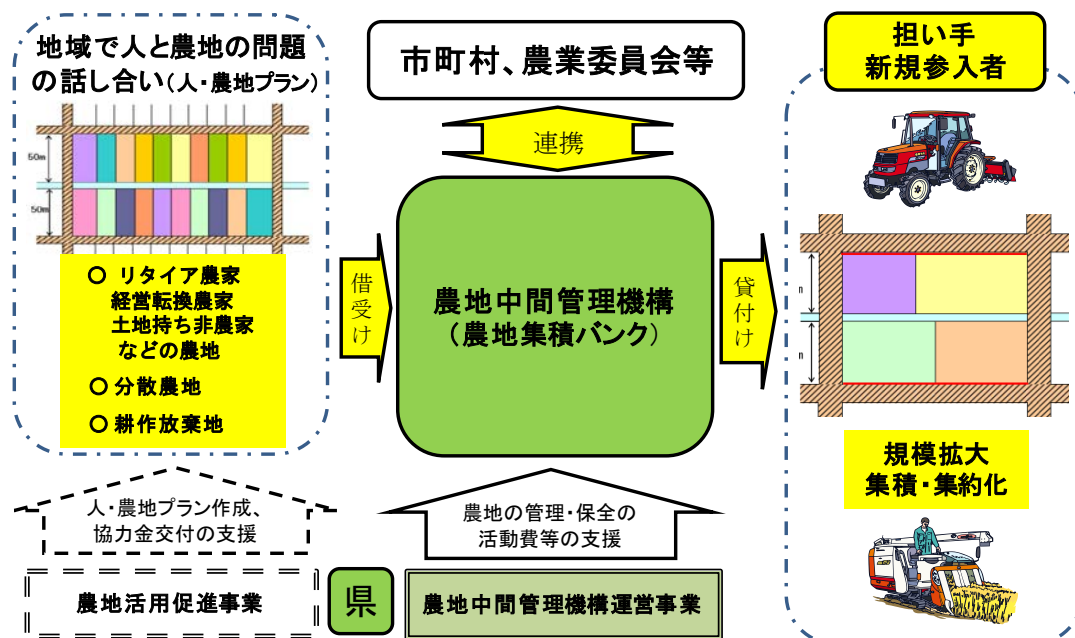 地域で人と農地の問題
の話し合い(人・農地プラン)
50m
50m
○ リタイア農家
経営転換農家
土地持ち非農家
などの農地
○ 分散農地
○ 耕作放棄地
人・農地プラン作成、
協力金交付の支援
農地活用促進事業
市町村、農業委員会等
連携
借受け
農地中間管理機構
(農地集積バンク)
貸付け
農地の管理・保全の
活動費等の支援
県
農地中間管理機構運営事業
担い手
新規参入者
n
n
規模拡大
集積・集約化